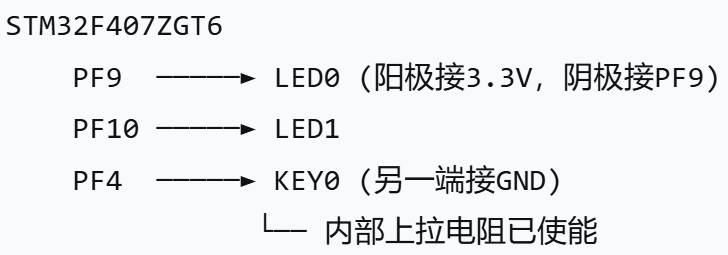 STM32F407ZGT6
PF9 ─────► LED0 (阳极接3.3V, 阴极接PF9)
PF10 ─────► LED1
PF4 ─────► KEY0 (另一端接GND)
└── 内部上拉电阻已使能